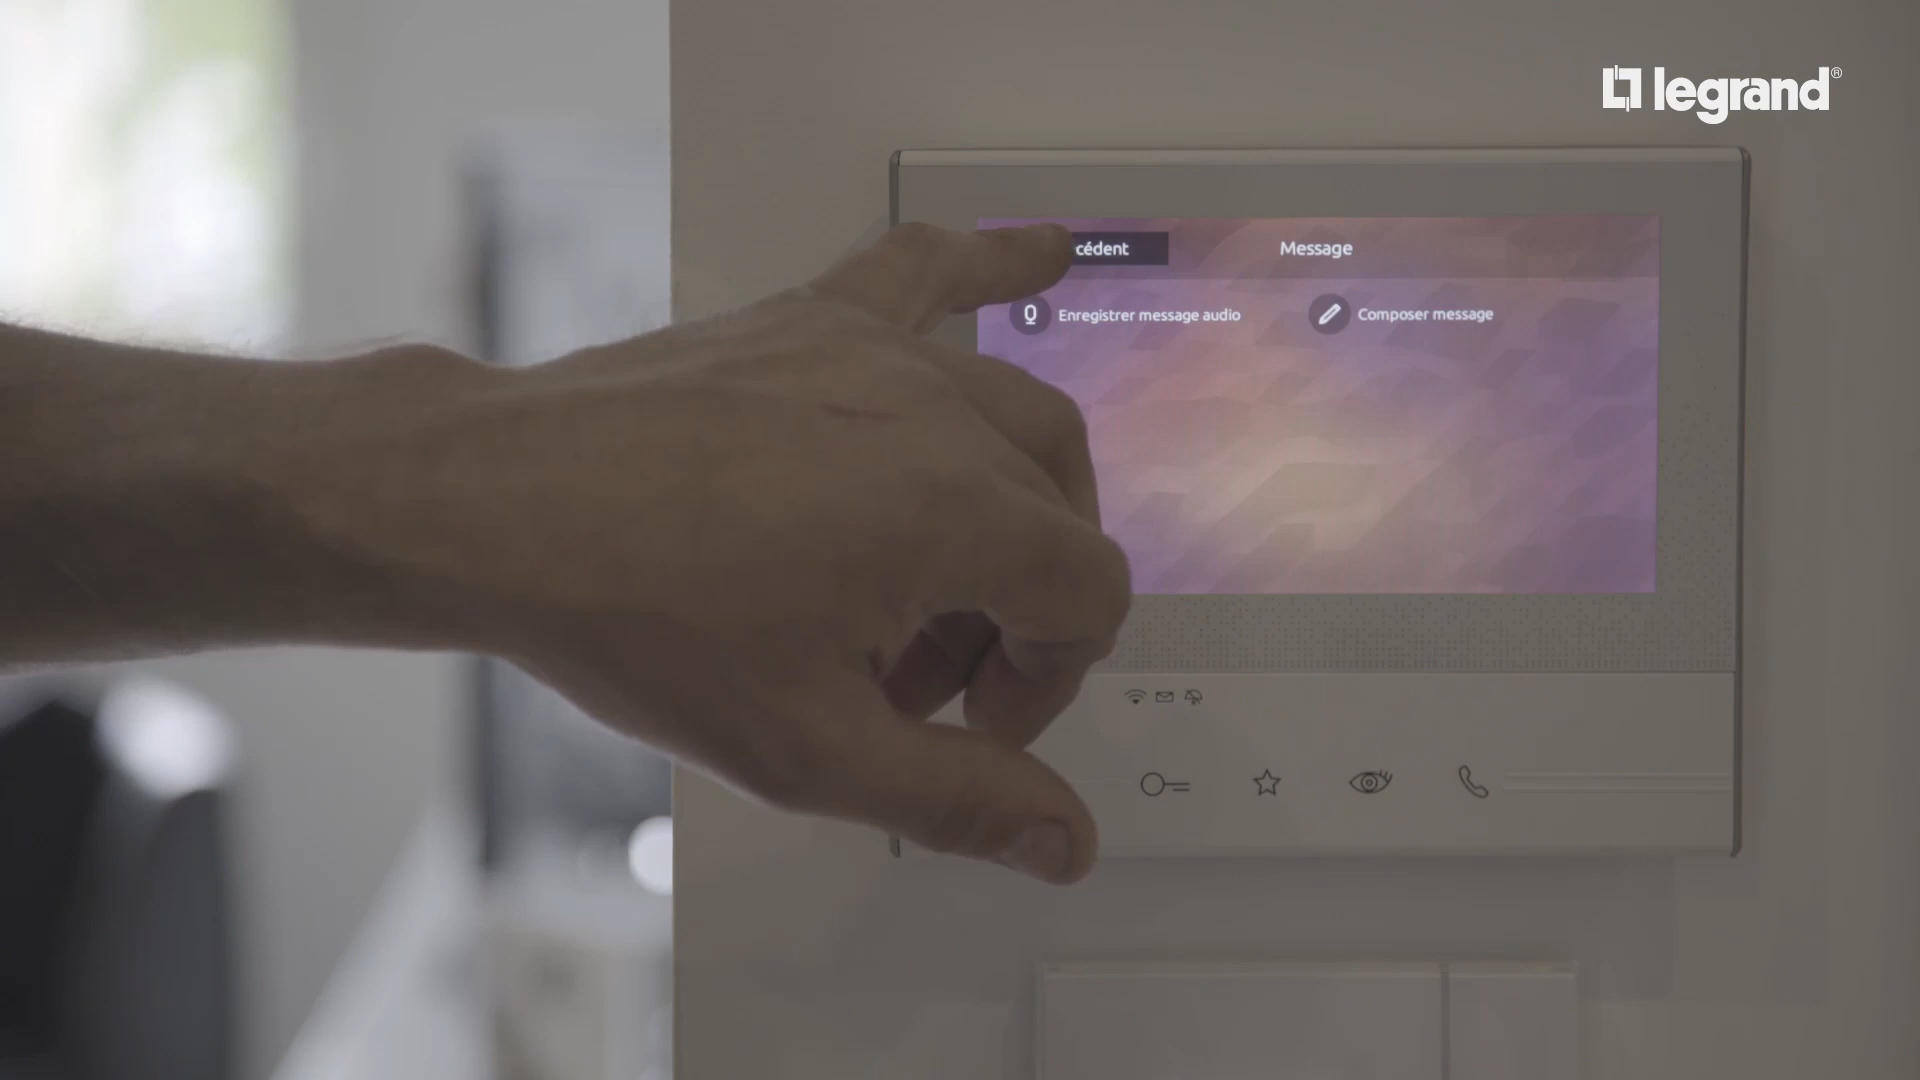 legrand®
cédent
Message
Enregistrer message audio
Composer message